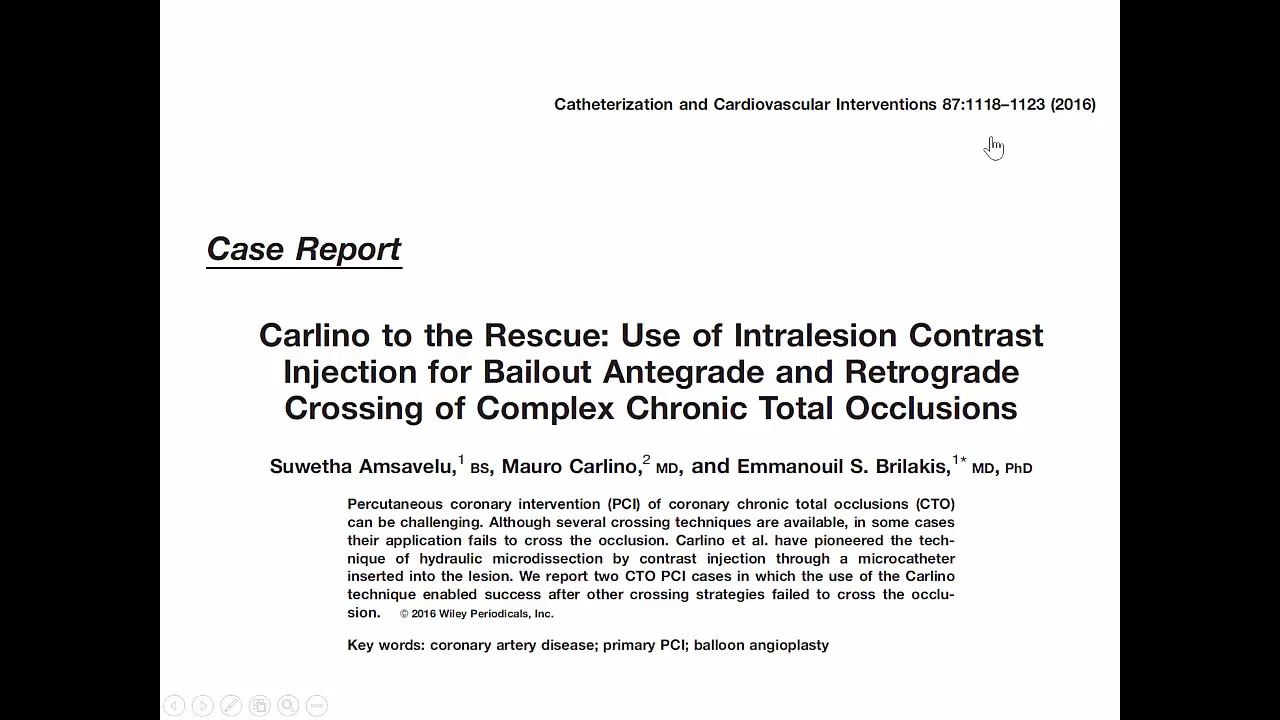 Catheterization and Cardiovascular Interventions 87:1118–1123 (2016)
Case Report
Carlino to the Rescue: Use of Intralesion Contrast
Injection for Bailout Antegrade and Retrograde
Crossing of Complex Chronic Total Occlusions
Suwetha Amsavelu,1 BS, Mauro Carlino,2 MD, and Emmanouil S. Brilakis,1* MD, PhD
Percutaneous coronary intervention (PCI) of coronary chronic total occlusions (CTO)
can be challenging. Although several crossing techniques are available, in some cases
their application fails to cross the occlusion. Carlino et al. have pioneered the tech-
nique of hydraulic microdissection by contrast injection through a microcatheter
inserted into the lesion. We report two CTO PCI cases in which the use of the Carlino
technique enabled success after other crossing strategies failed to cross the occlu-
sion. © 2016 Wiley Periodicals, Inc.
Key words: coronary artery disease; primary PCI; balloon angioplasty